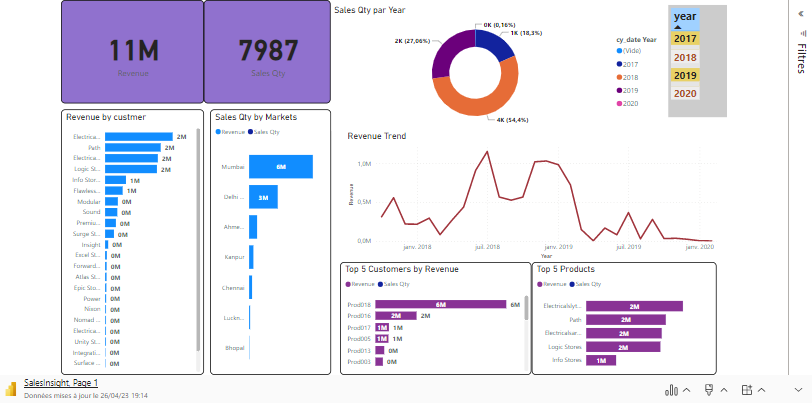 11M
Revenue
7987
Sales Qty
Sales Qty par Year
0K (0,16%)
1K (18,3%)
2K (27,06%)
4K (54,4%)
cy_date Year
(Vide)
2017
2018
2019
2020
year
2017
2018
2019
2020
Filtres
Revenue by custmer
Electrica... 2M
Path 2M
Electrica... 2M
Logic St... 2M
Info Stor... 1M
Flawless... 1M
Modular 0M
Sound 0M
Premiu... 0M
Surge St... 0M
Insight 0M
Excel St... 0M
Forward... 0M
Atlas St... 0M
Epic Sto... 0M
Power 0M
Nixon 0M
Nomad ... 0M
Electrica... 0M
Unity St... 0M
Integrati... 0M
Surface ... 0M
Sales Qty by Markets
Revenue Sales Qty
Mumbai 6M
Delhi ... 3M
Ahme...
Kanpur
Chennai
Luckn...
Bhopal
Revenue Trend
Revenue
1,0M
0,5M
0,0M
janv. 2018 juil. 2018 janv. 2019 juil. 2019 janv. 2020
Year
Top 5 Customers by Revenue
Revenue Sales Qty
Prod018 6M 6M
Prod016 2M 2M
Prod017 1M 1M
Prod005 1M 1M
Prod013 0M
Prod003 0M
Top 5 Products
Revenue Sales Qty
Electricalslyt... 2M
Path 2M
Electricalsar... 2M
Logic Stores 2M
Info Stores 1M
SalesInsight, Page 1
Données mises à jour le 26/04/23 19:14